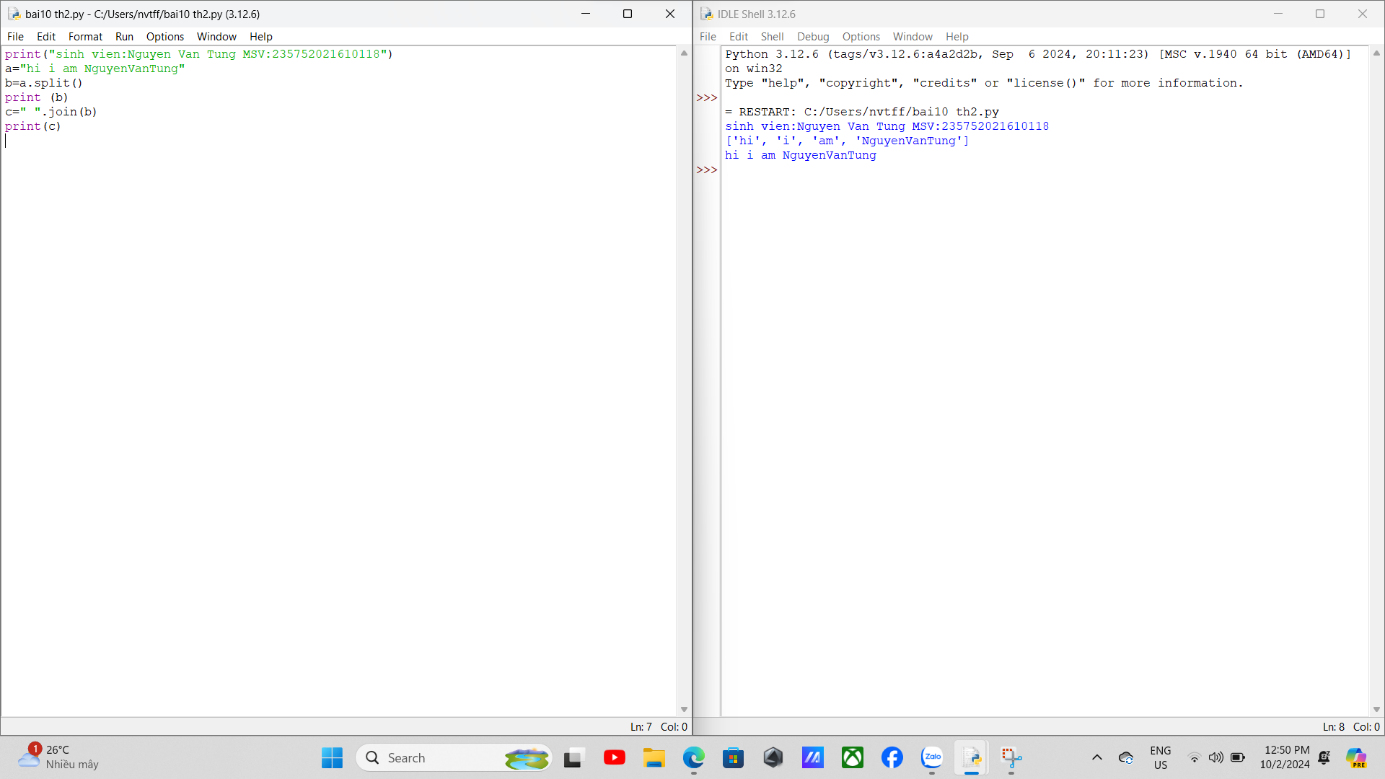 bai10 th2.py - C:/Users/nvtff/bai10 th2.py (3.12.6)
File Edit Format Run Options Window Help
print("sinh vien:Nguyen Van Tung MSV:235752021610118")
a="hi i am NguyenVanTung"
b=a.split()
print (b)
c=" ".join(b)
print(c)
Ln: 7 Col: 0
IDLE Shell 3.12.6
File Edit Shell Debug Options Window Help
Python 3.12.6 (tags/v3.12.6:a4a2d2b, Sep  6 2024, 20:11:23) [MSC v.1940 64 bit (AMD64)]
on win32
Type "help", "copyright", "credits" or "license()" for more information.
>>>
= RESTART: C:/Users/nvtff/bai10 th2.py
sinh vien:Nguyen Van Tung MSV:235752021610118
['hi', 'i', 'am', 'NguyenVanTung']
hi i am NguyenVanTung
>>>
Ln: 8 Col: 0
1
26°C
Nhiều mây
Search
Zalo
ENG
US
12:50 PM
10/2/2024
PRE